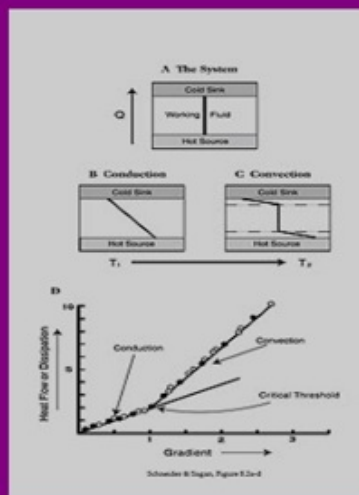 A The System
Cold Sink
Q
Working Fluid
Hot Source
B Conduction
C Convection
Cold Sink
Cold Sink
Hot Source
Hot Source
T₁
T₂
D
10
Heat Flow or Dissipation
5
Conduction
Convection
Critical Threshold
0
1
2
3
Gradient
Schneider & Sagan, Figure 8.2a-d